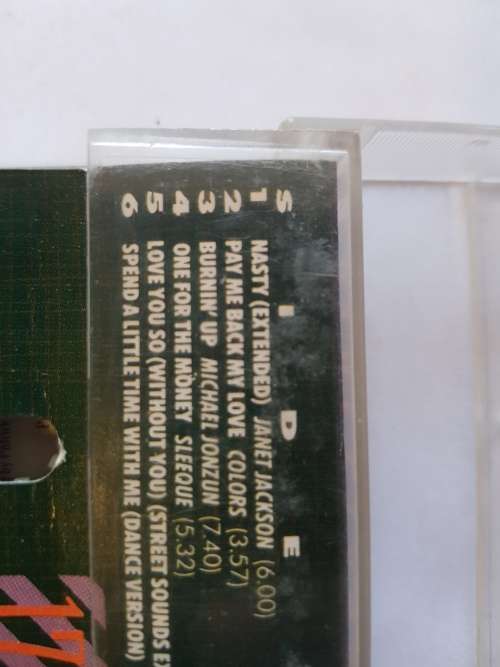 S I D E
1 NASTY (EXTENDED) JANET JACKSON (6.00)
2 PAY ME BACK MY LOVE COLORS (3.57)
3 BURNIN' UP MICHAEL JONZUN (7.40)
4 ONE FOR THE MONEY SLEEQUE (5.32)
5 LOVE YOU SO (WITHOUT YOU) (STREET SOUNDS E
6 SPEND A LITTLE TIME WITH ME (DANCE VERSION)
17